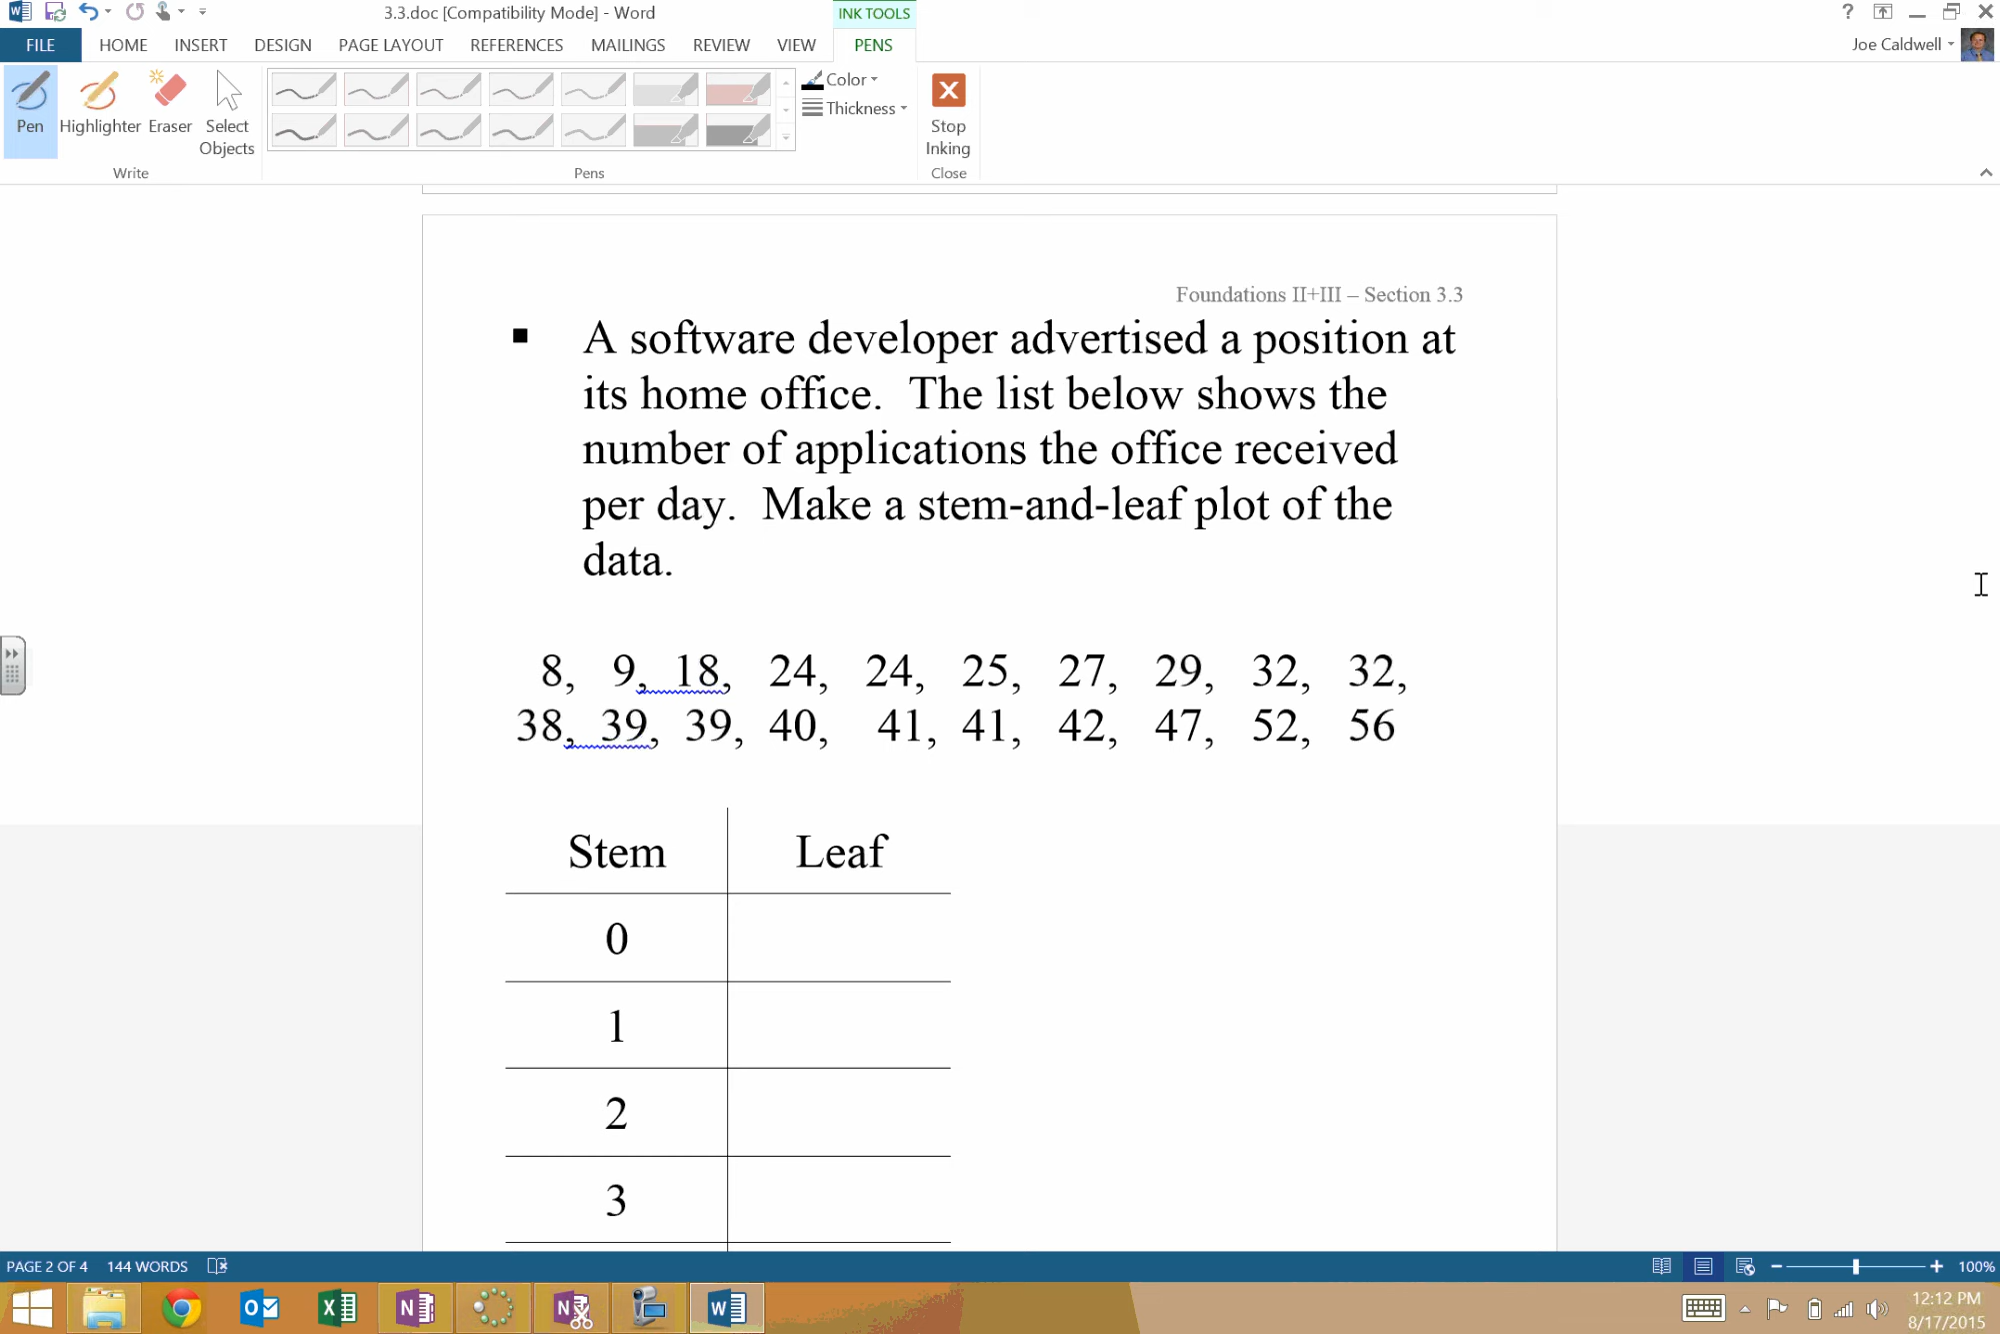 3.3.doc [Compatibility Mode] - Word
INK TOOLS
?
FILE HOME INSERT DESIGN PAGE LAYOUT REFERENCES MAILINGS REVIEW VIEW PENS
Joe Caldwell
Pen Highlighter Eraser Select Objects
Color
Thickness
Stop Inking
Write Pens Close
Foundations II+III – Section 3.3
▪ A software developer advertised a position at
its home office. The list below shows the
number of applications the office received
per day. Make a stem-and-leaf plot of the
data.
8, 9, 18, 24, 24, 25, 27, 29, 32, 32,
38, 39, 39, 40, 41, 41, 42, 47, 52, 56
Stem Leaf
0
1
2
3
PAGE 2 OF 4 144 WORDS 100%
12:12 PM
8/17/2015